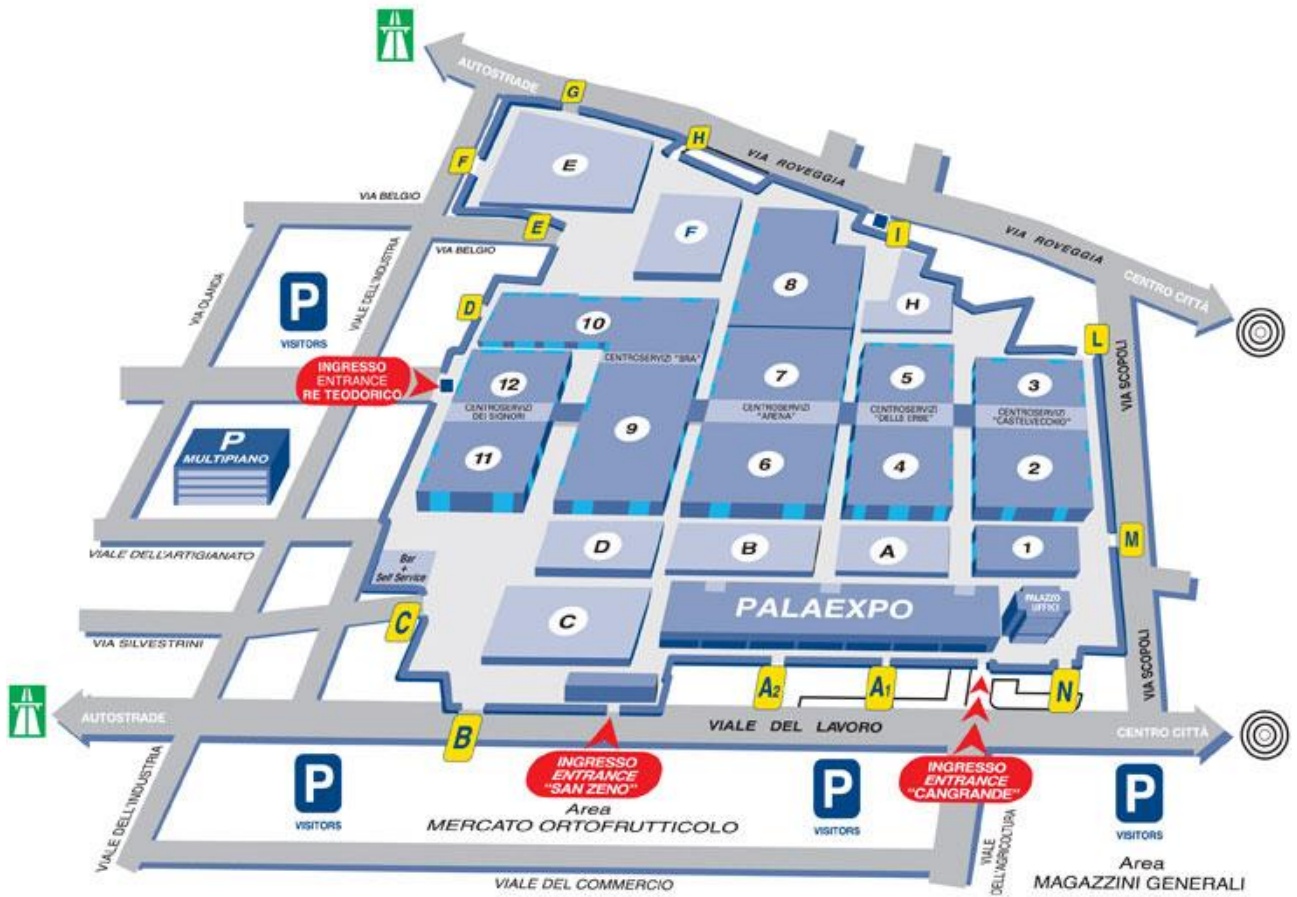 AUTOSTRADE
G
H
VIA ROVEGGIA
F
E
VIA BELGIO
E
VIA BELGIO
F
I
VIA ROVEGGIA
CENTRO CITTÀ
VIA OLANDA
P
VISITORS
VIALE DELL'INDUSTRIA
D
8
H
L
VIA SCOPOLI
10
CENTROSERVIZI "BRA"
INGRESSO
ENTRANCE
RE TEODORICO
12
7
5
3
CENTROSERVIZI
DEI SIGNORI
CENTROSERVIZI
"ARENA"
CENTROSERVIZI
"DELLE ERBE"
CENTROSERVIZI
"CASTELVECCHIO"
9
P
MULTIPIANO
11
6
4
2
VIALE DELL'ARTIGIANATO
Bar
+
Self Service
D
B
A
1
M
C
PALAEXPO
PALAZZO
UFFICI
VIA SILVESTRINI
C
A2
A1
N
VIA SCOPOLI
AUTOSTRADE
B
VIALE DEL LAVORO
CENTRO CITTÀ
VIALE DELL'INDUSTRIA
P
VISITORS
INGRESSO
ENTRANCE
"SAN ZENO"
P
VISITORS
INGRESSO
ENTRANCE
"CANGRANDE"
P
VISITORS
Area
MERCATO ORTOFRUTTICOLO
VIALE
DELL'AGRICOLTURA
Area
MAGAZZINI GENERALI
VIALE DEL COMMERCIO